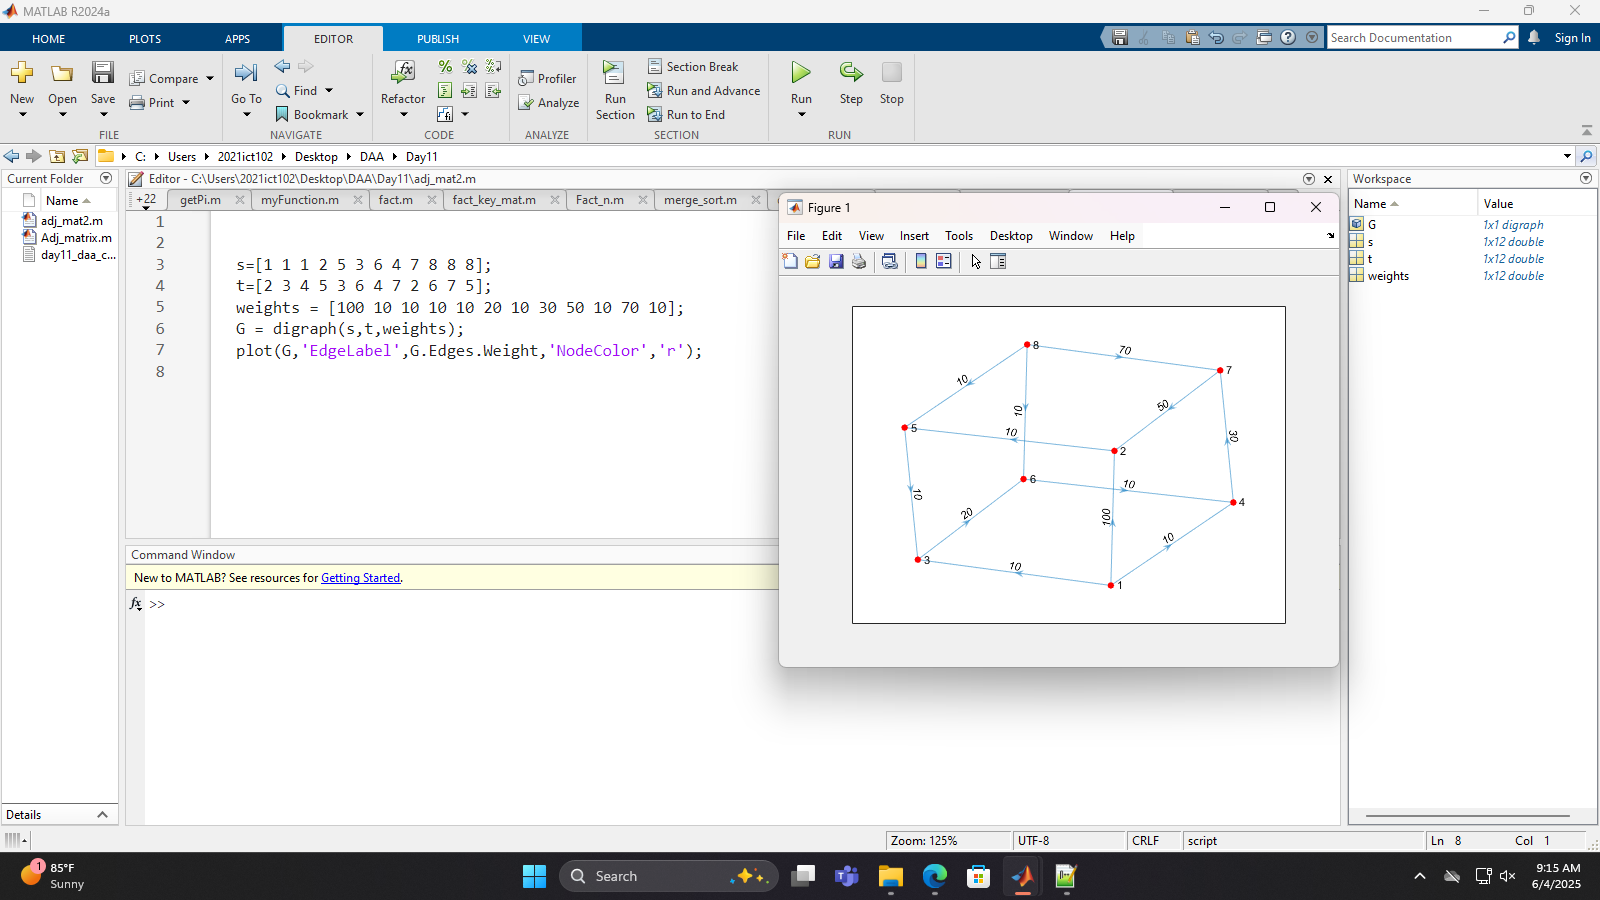 MATLAB R2024a
HOME PLOTS APPS EDITOR PUBLISH VIEW
Search Documentation
Sign In
New Open Save
Compare
Print
FILE
Go To
Find
Bookmark
NAVIGATE
Refactor
CODE
Profiler
Analyze
ANALYZE
Run Section
Section Break
Run and Advance
Run to End
SECTION
Run Step Stop
RUN
C: Users 2021ict102 Desktop DAA Day11
Current Folder
Name
adj_mat2.m
Adj_matrix.m
day11_daa_c...
Details
Editor - C:\Users\2021ict102\Desktop\DAA\Day11\adj_mat2.m
+22 getPi.m myFunction.m fact.m fact_key_mat.m Fact_n.m merge_sort.m
1
2
3 s=[1 1 1 2 5 3 6 4 7 8 8 8];
4 t=[2 3 4 5 3 6 4 7 2 6 7 5];
5 weights = [100 10 10 10 10 20 10 30 50 10 70 10];
6 G = digraph(s,t,weights);
7 plot(G,'EdgeLabel',G.Edges.Weight,'NodeColor','r');
8
Command Window
New to MATLAB? See resources for Getting Started.
fx >>
Figure 1
File Edit View Insert Tools Desktop Window Help
8
70
7
10
10
50
5
10
2
30
6
10
10
4
20
100
10
3
10
1
Workspace
Name Value
G 1x1 digraph
s 1x12 double
t 1x12 double
weights 1x12 double
Zoom: 125% UTF-8 CRLF script Ln 8 Col 1
1
85°F
Sunny
Search
9:15 AM
6/4/2025